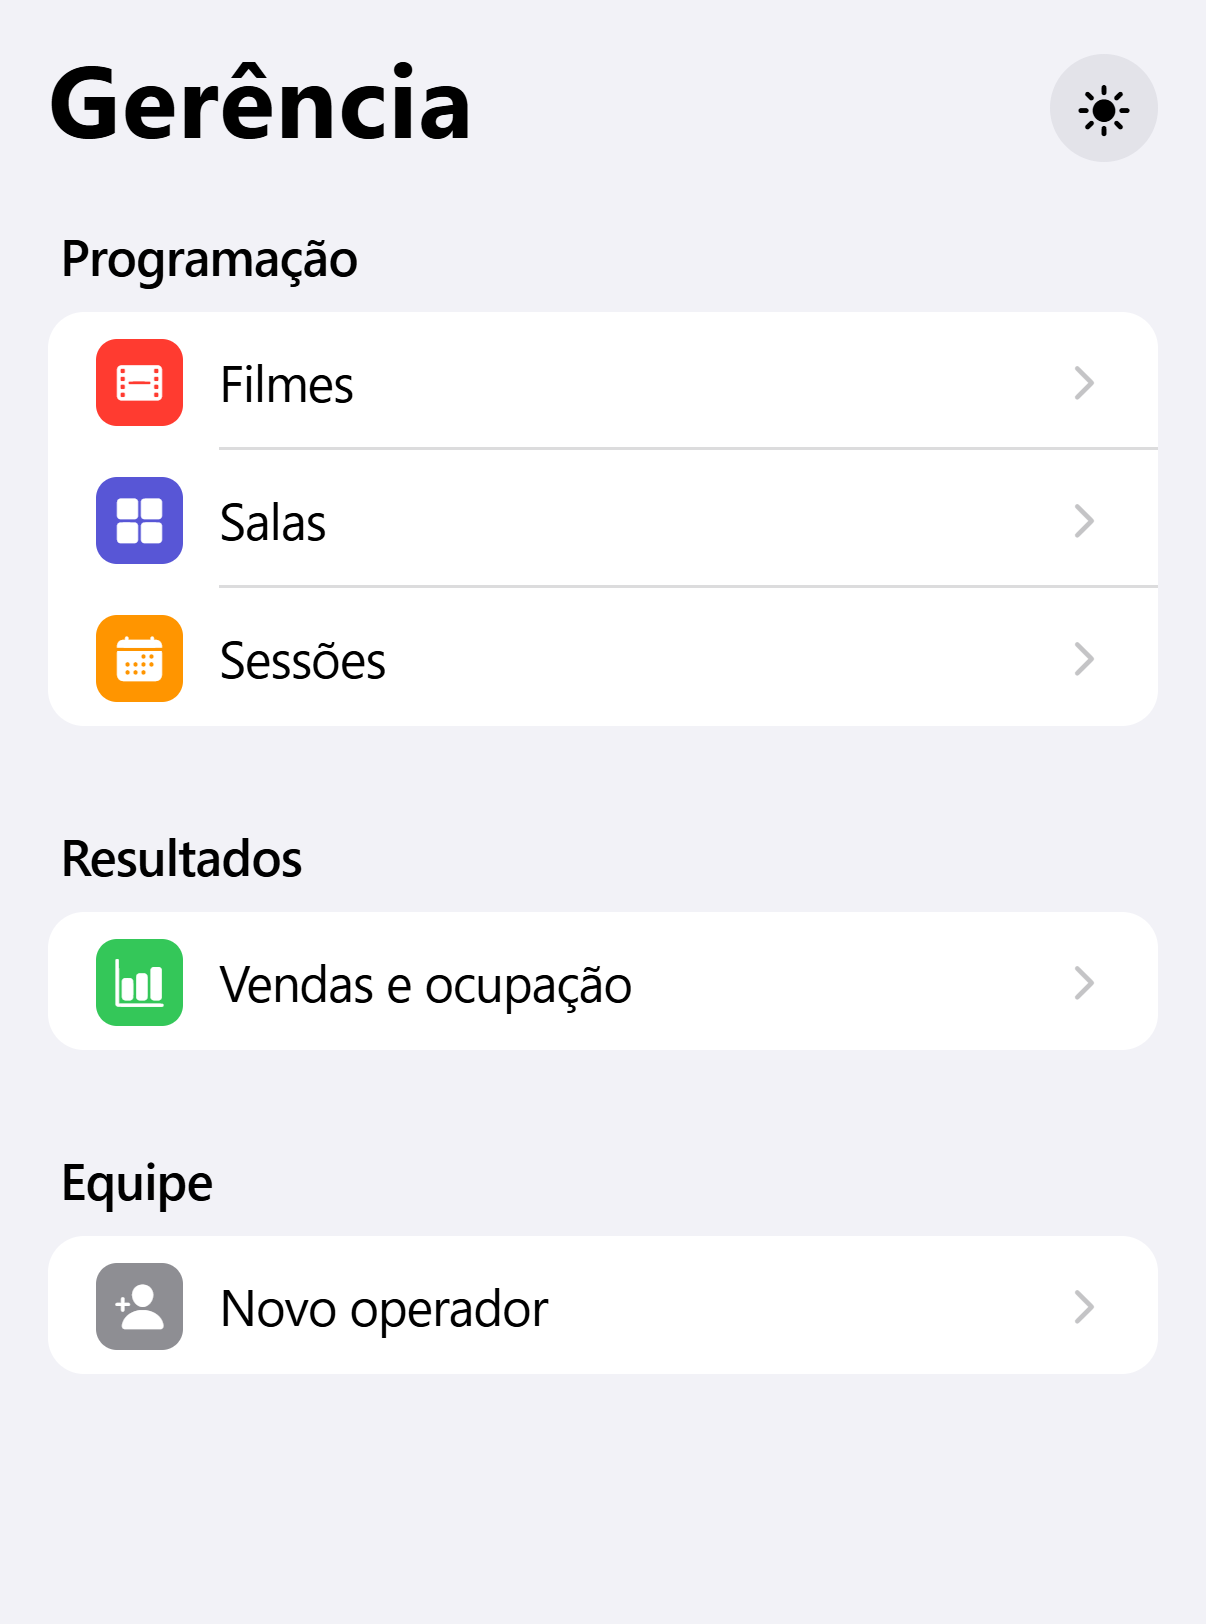 Gerência
Programação
Filmes
Salas
Sessões
Resultados
Vendas e ocupação
Equipe
Novo operador